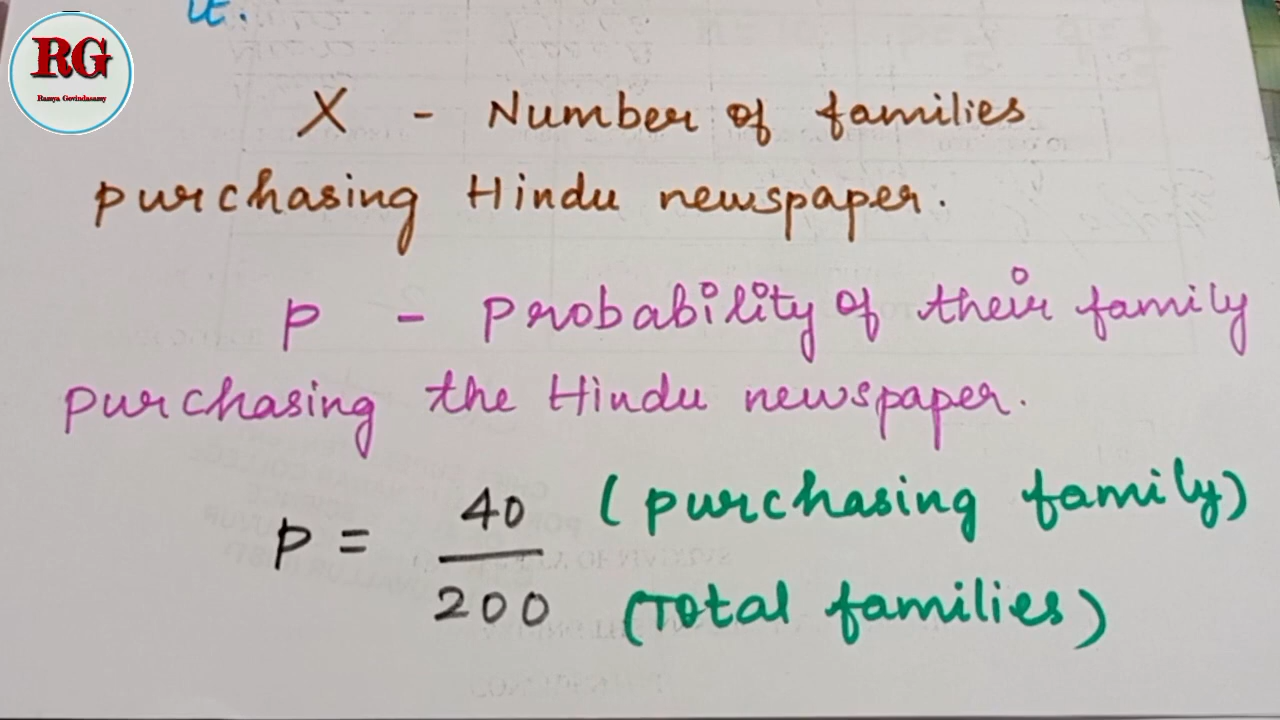 RG
Ramya Govindasamy
it.
X - Number of families
purchasing Hindu newspaper.
p - probability of their family
purchasing the Hindu newspaper.
p = 40 (purchasing family)
200 (Total families)